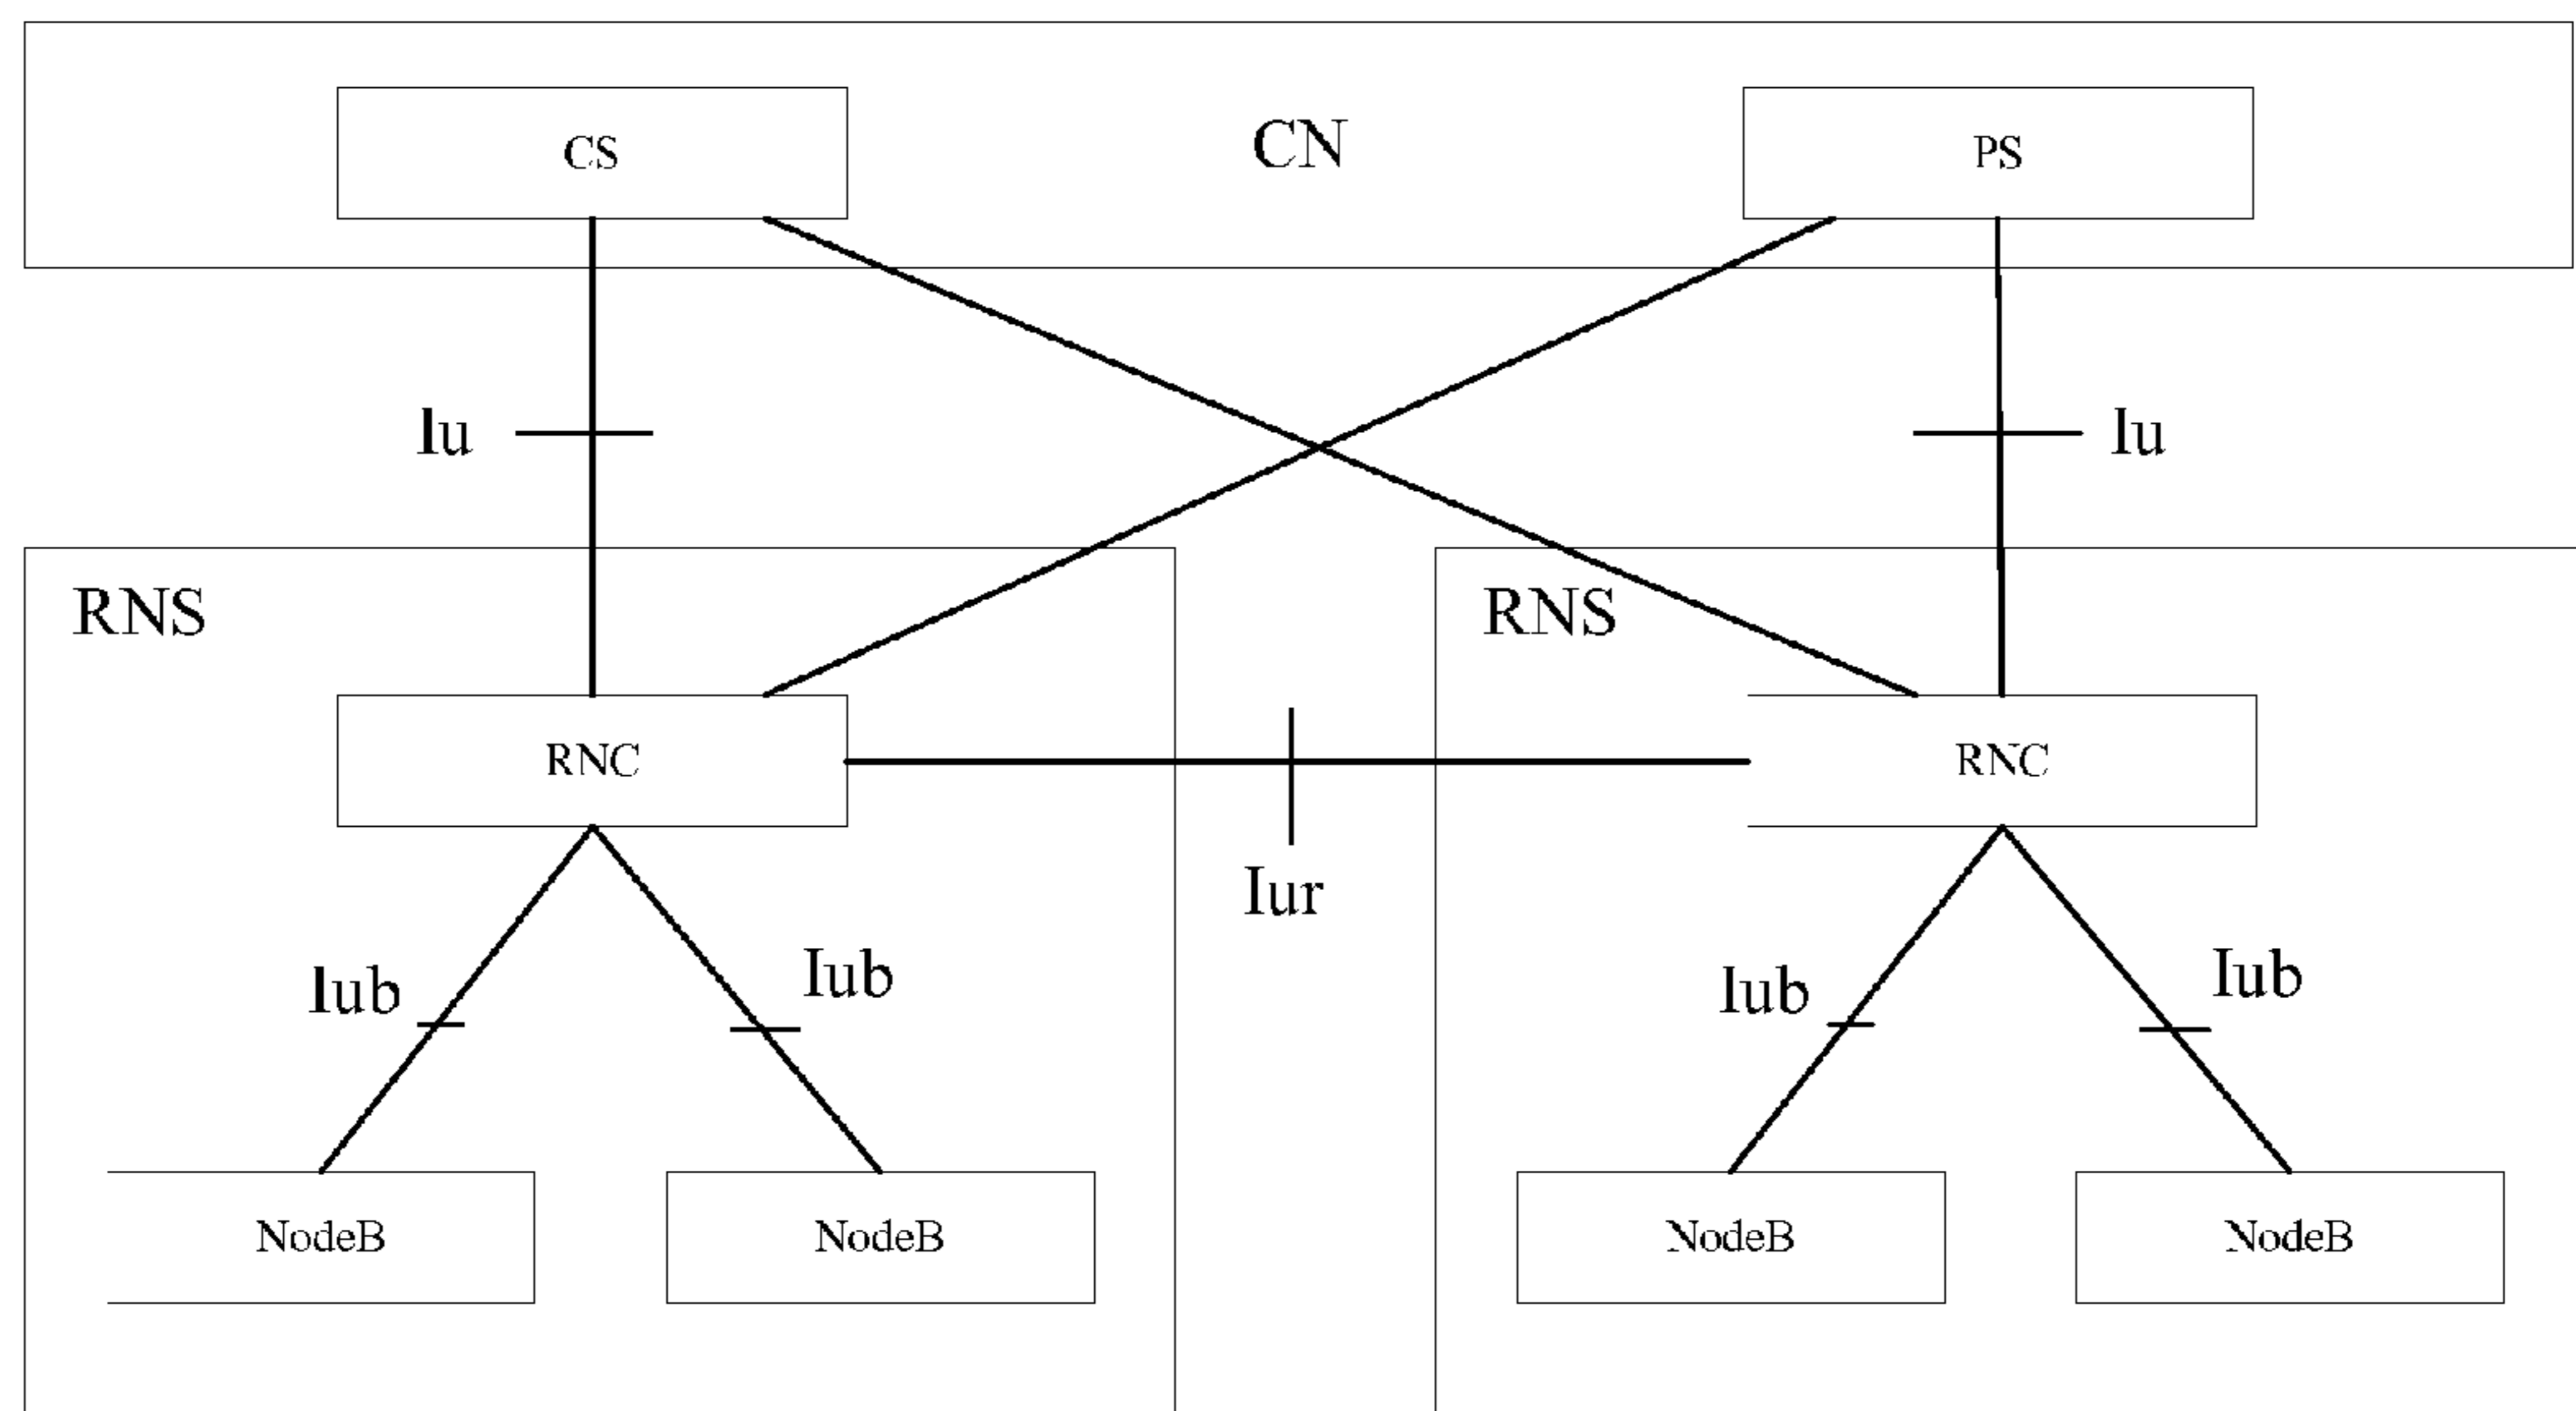 CS
CN
PS
Iu
Iu
RNS
RNS
RNC
RNC
Iur
Iub
Iub
Iub
Iub
NodeB
NodeB
NodeB
NodeB